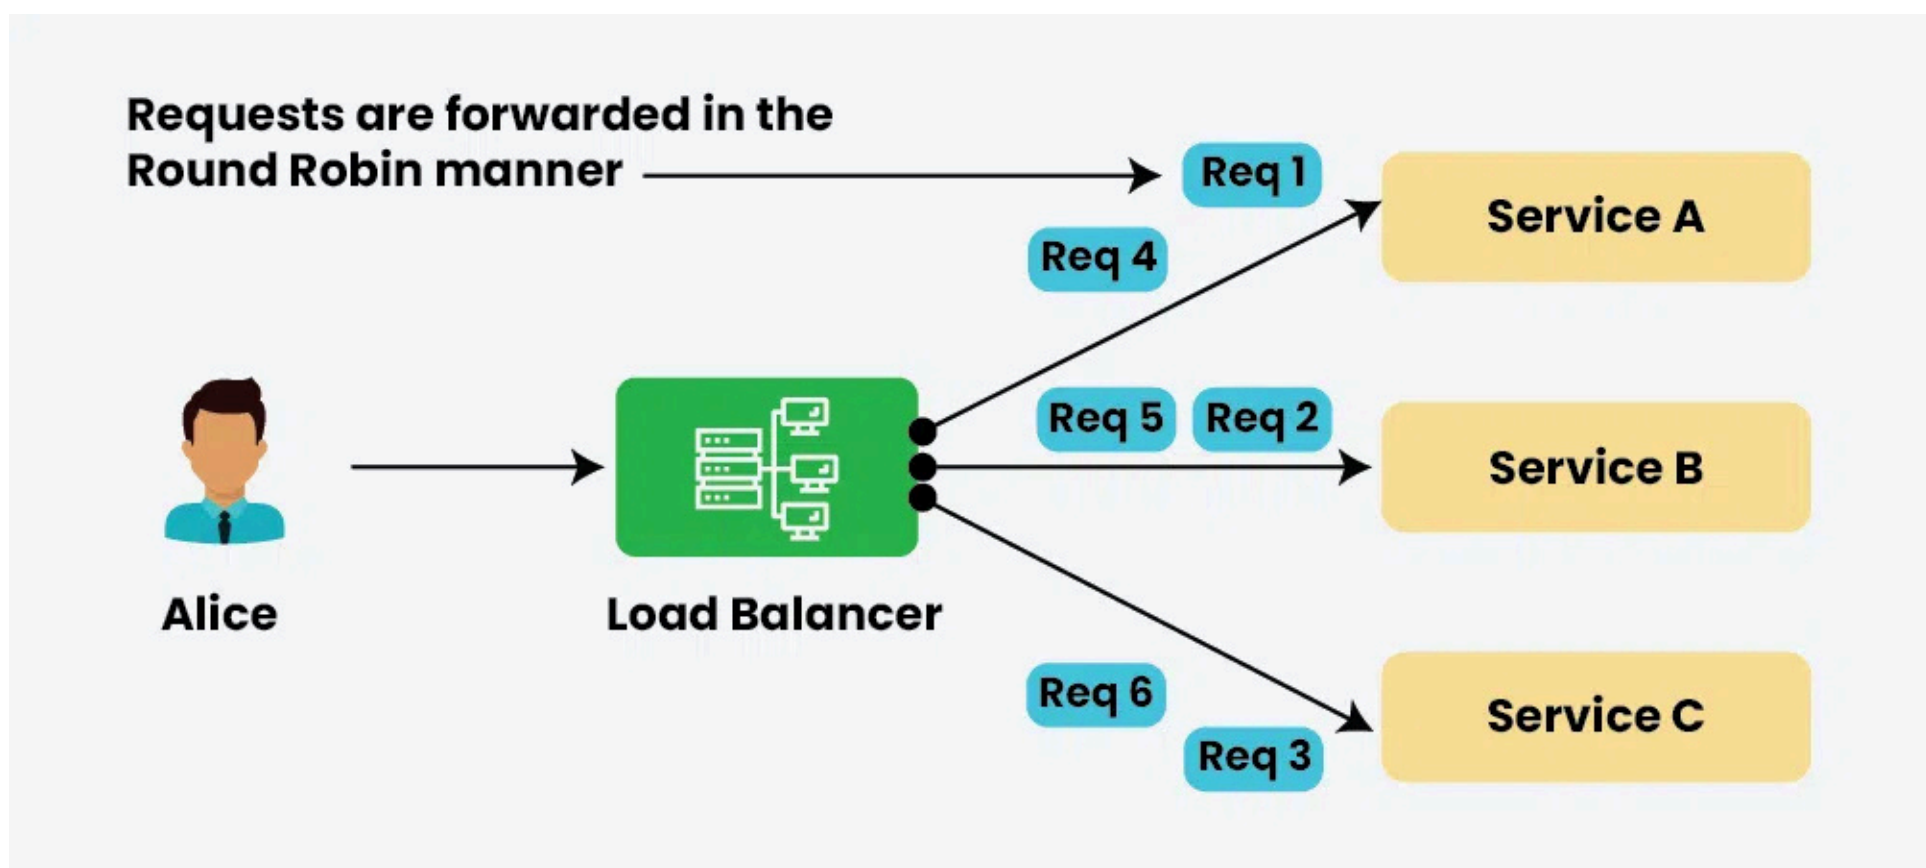 Requests are forwarded in the
Round Robin manner
Req 1
Service A
Req 4
Req 5
Req 2
Service B
Alice
Load Balancer
Req 6
Service C
Req 3